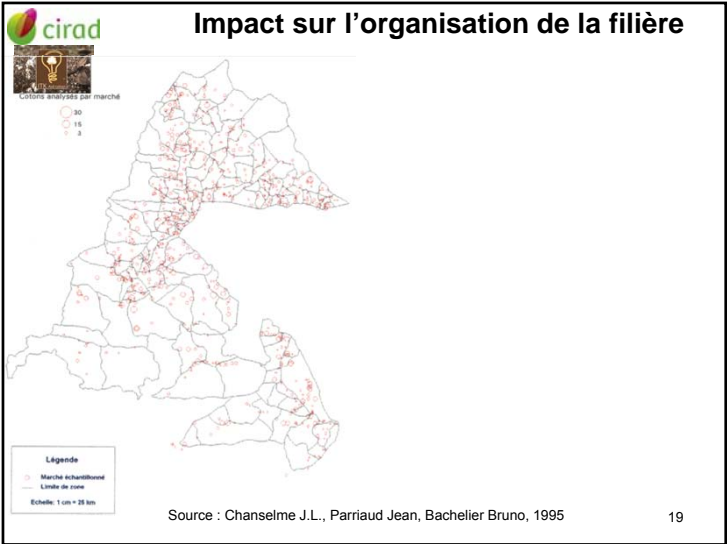 cirad
Impact sur l’organisation de la filière
Cotons analysés par marché
30
15
3
Légende
Marché échantillonné
Limite de zone
Echelle: 1 cm = 25 km
Source : Chanselme J.L., Parriaud Jean, Bachelier Bruno, 1995
19